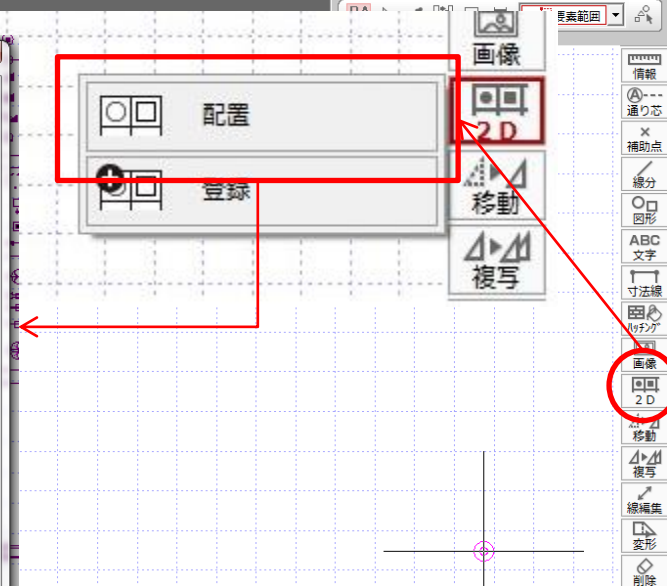 要素範囲
画像
配置
2D
登録
移動
複写
情報
通り芯
補助点
線分
図形
ABC
文字
寸法線
ﾊｯﾁﾝｸﾞ
画像
2D
移動
複写
線編集
変形
削除